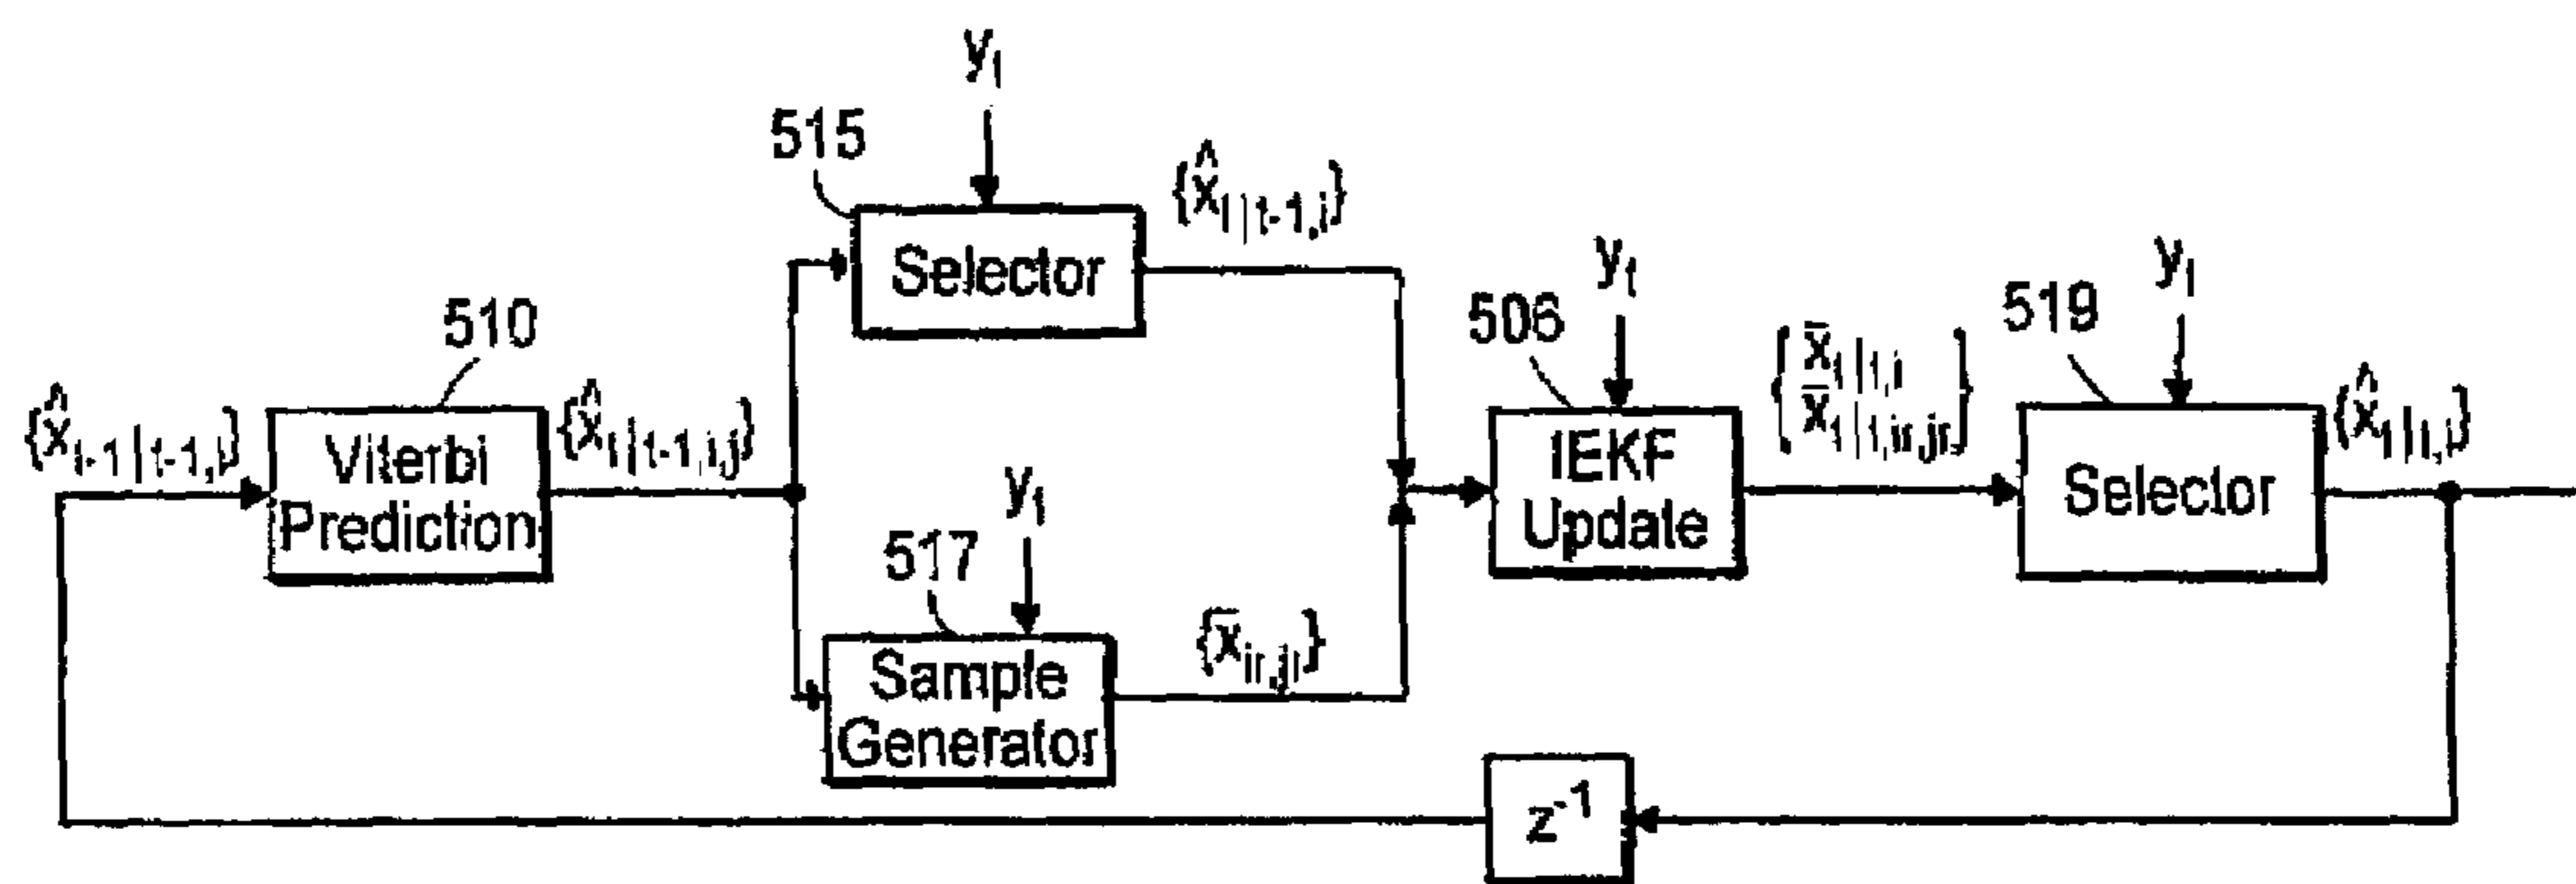 y_t
515
{x̂_t|t-1,i}
Selector
y_t
y_t
506
519
510
{x̄_t|t,i
x̄_t|t,ir,jr}
{x̂_t-1|t-1,i}
{x̂_t|t-1,i,j}
{x̂_t|t,i}
Viterbi
Prediction
IEKF
Update
Selector
y_t
517
{x̄_ir,jr}
Sample
Generator
z^-1